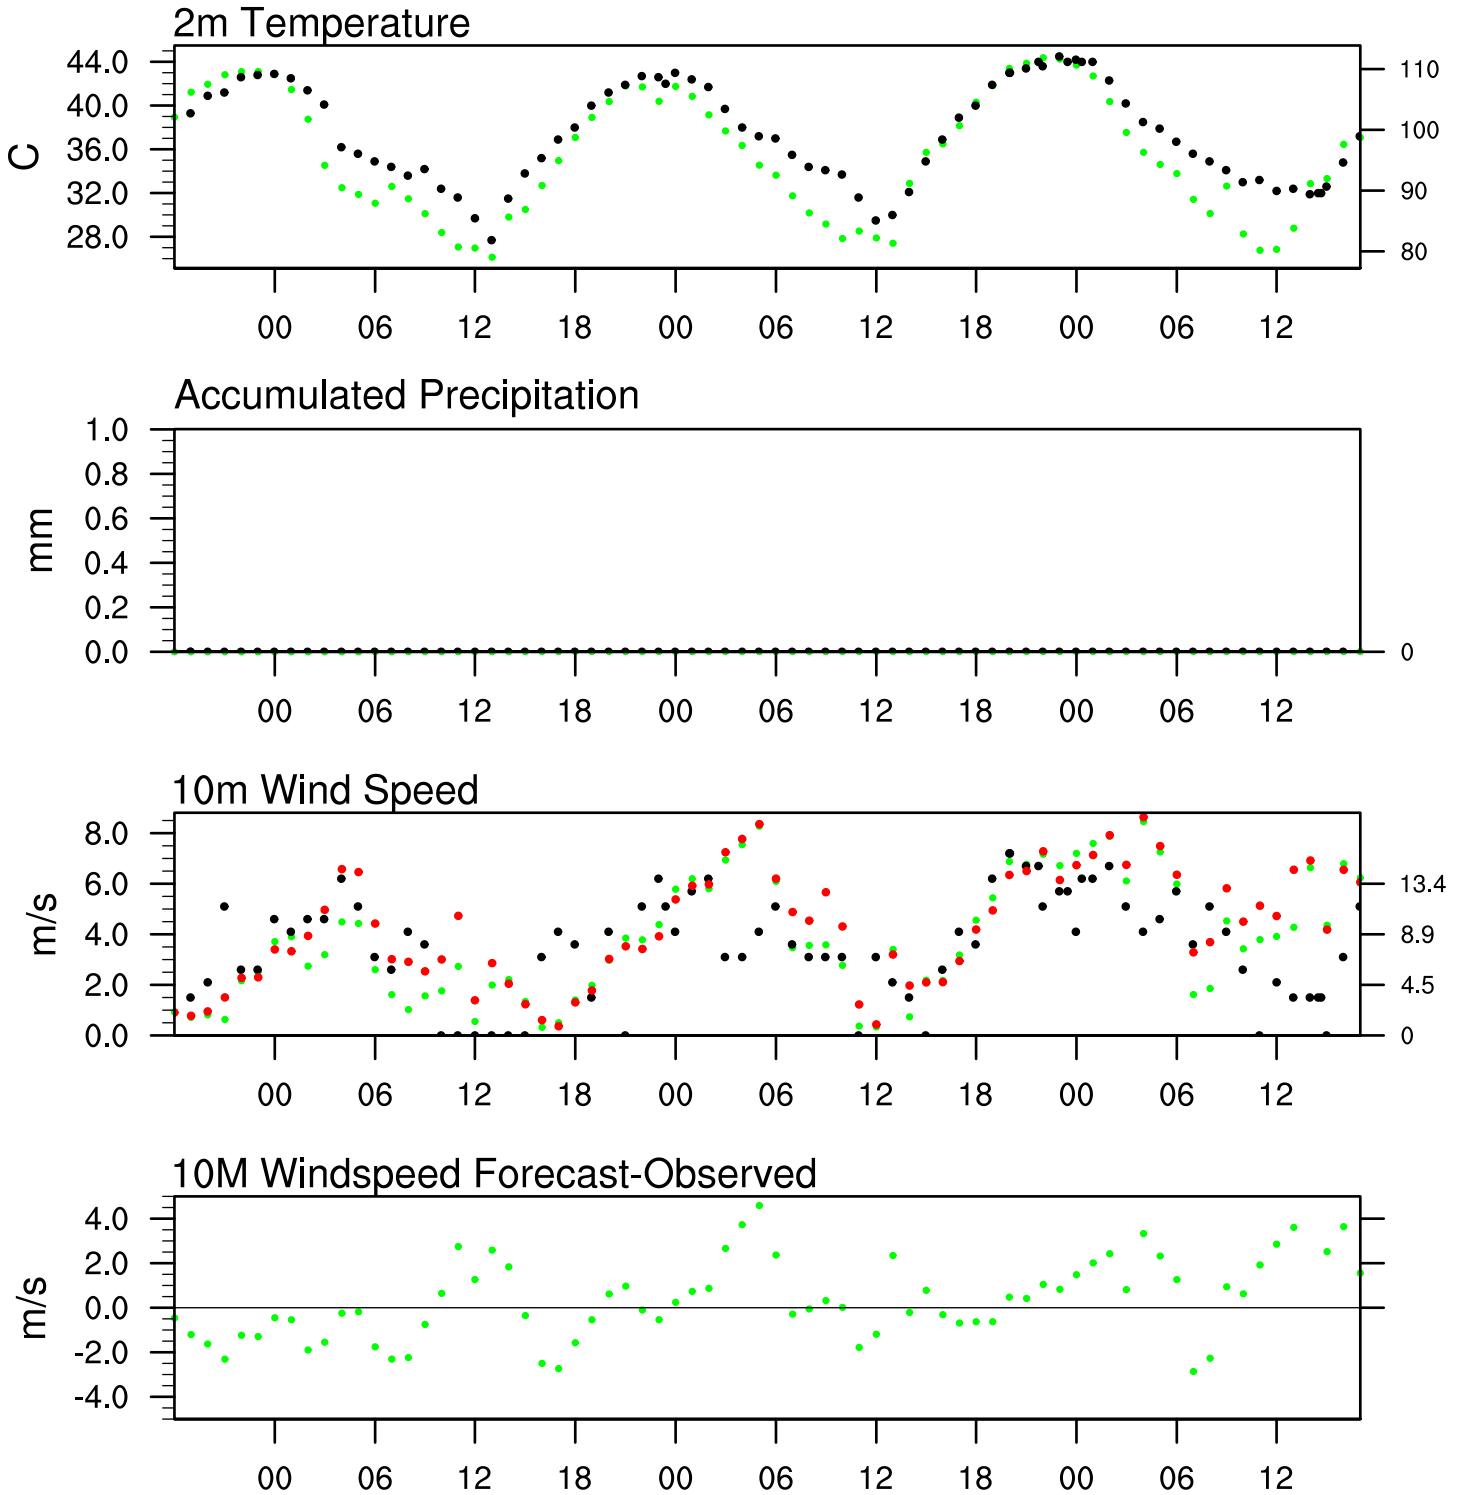 2m Temperature
44.0
40.0
36.0
32.0
28.0
C
110
100
90
80
00 06 12 18 00 06 12 18 00 06 12
Accumulated Precipitation
1.0
0.8
0.6
0.4
0.2
0.0
mm
0
00 06 12 18 00 06 12 18 00 06 12
10m Wind Speed
8.0
6.0
4.0
2.0
0.0
m/s
13.4
8.9
4.5
0
00 06 12 18 00 06 12 18 00 06 12
10M Windspeed Forecast-Observed
4.0
2.0
0.0
-2.0
-4.0
m/s
00 06 12 18 00 06 12 18 00 06 12